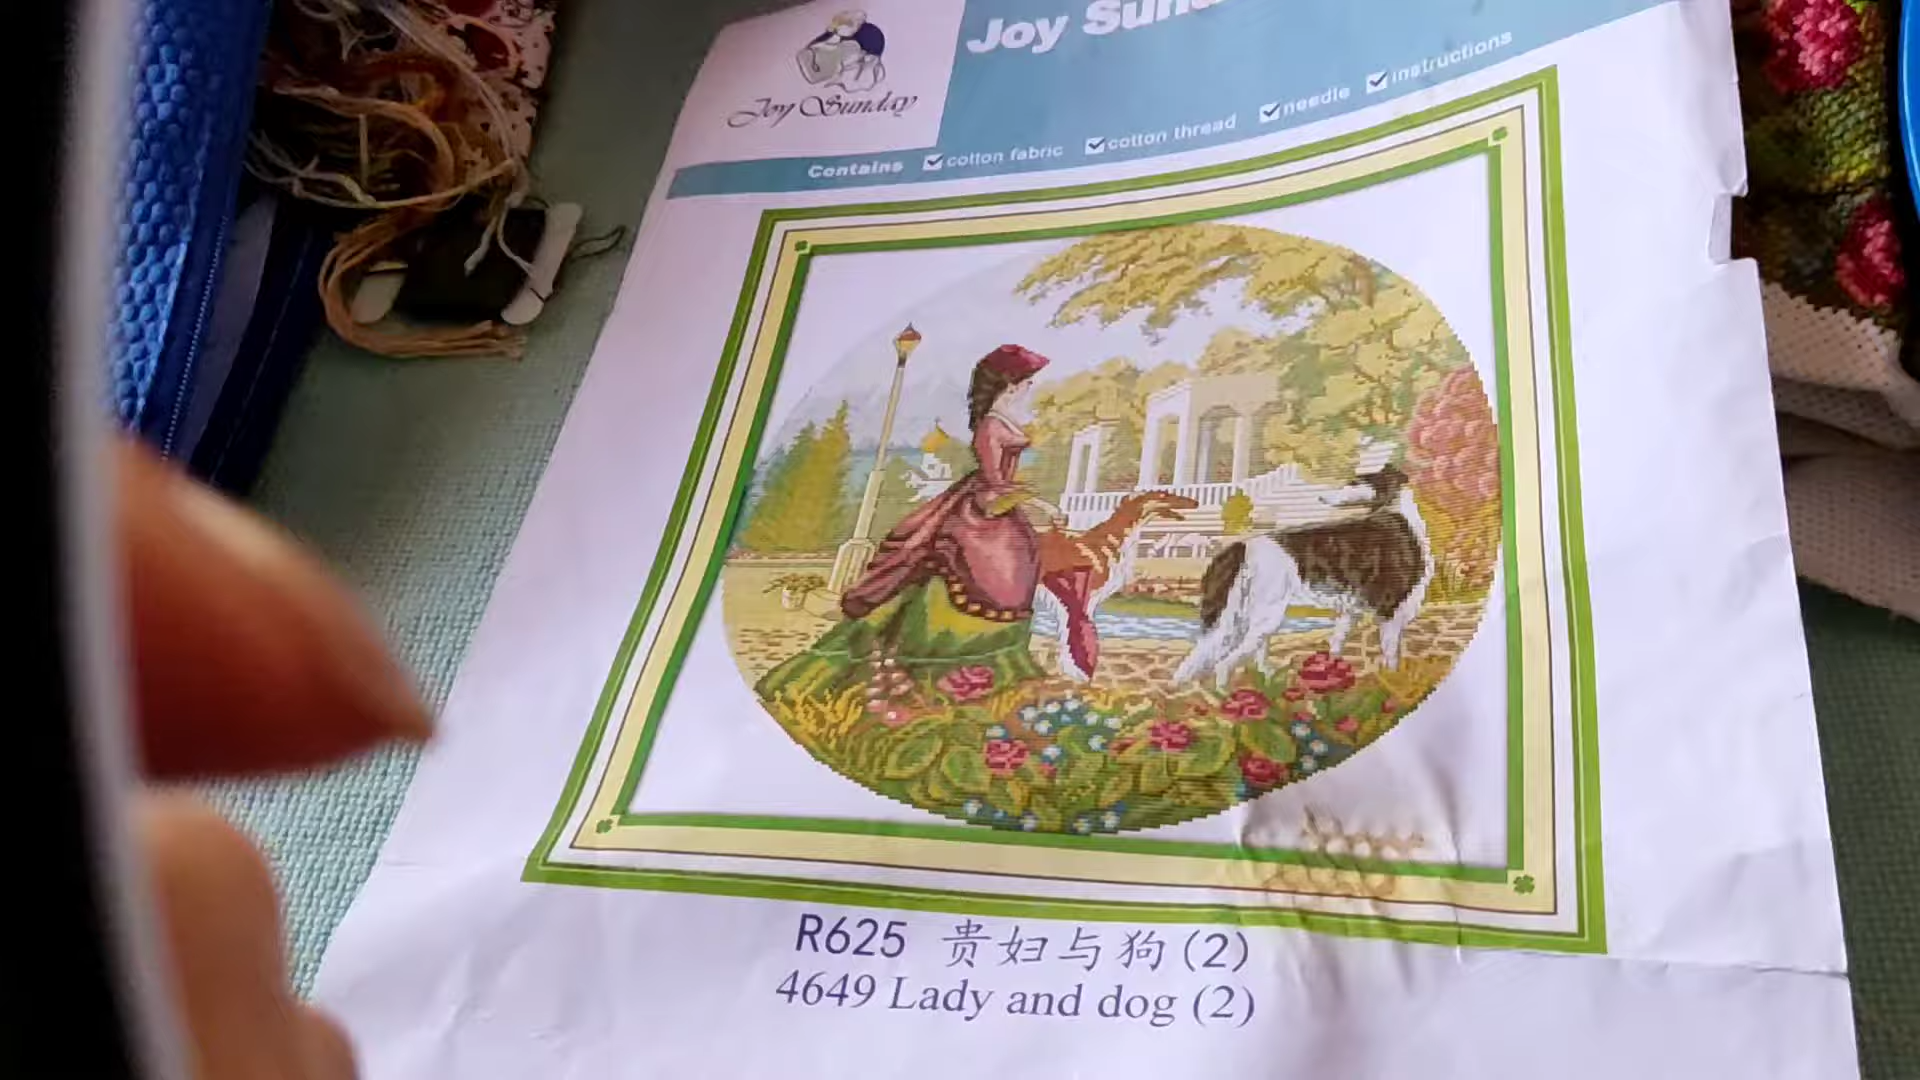 Joy
Joy Sunday
Contains cotton fabric cotton thread needle instructions
R625 贵妇与狗(2)
4649 Lady and dog (2)